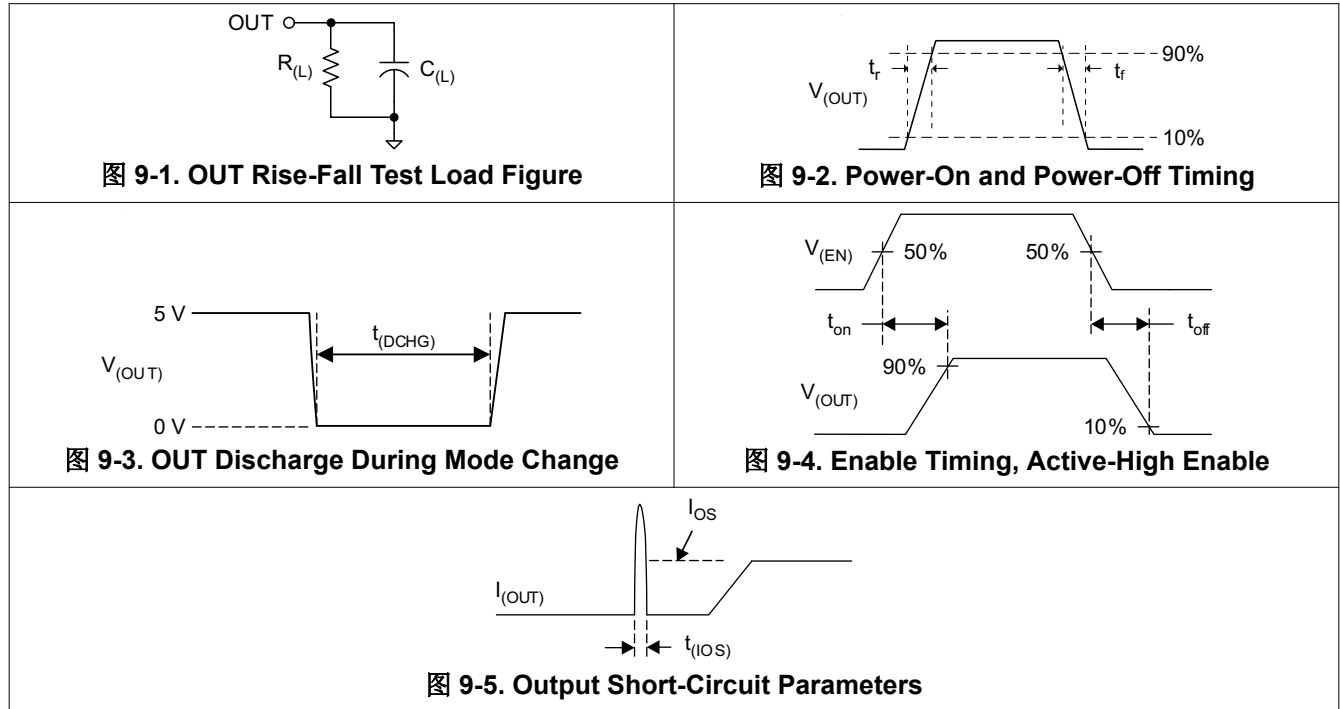 OUT
R(L)
C(L)
图 9-1. OUT Rise-Fall Test Load Figure
90%
tr
tf
V(OUT)
10%
图 9-2. Power-On and Power-Off Timing
5 V
t(DCHG)
V(OUT)
0 V
图 9-3. OUT Discharge During Mode Change
V(EN)
50%
50%
ton
toff
90%
V(OUT)
10%
图 9-4. Enable Timing, Active-High Enable
IOS
I(OUT)
t(IOS)
图 9-5. Output Short-Circuit Parameters